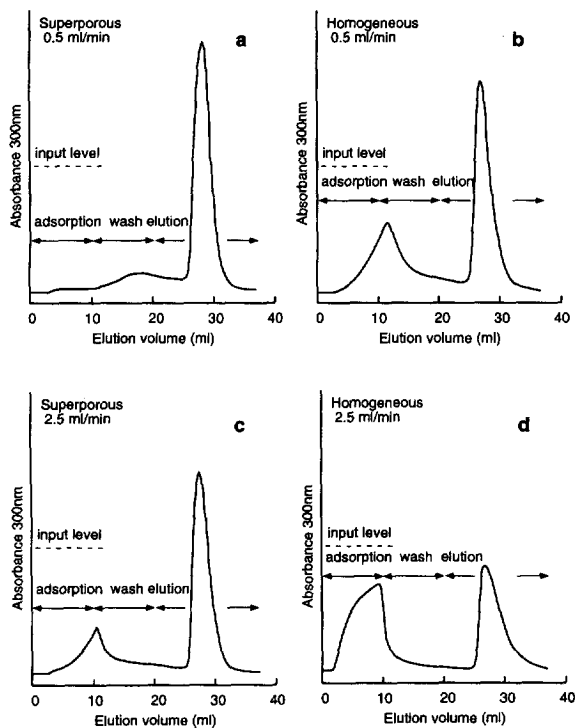 Superporous
0.5 ml/min
a
Absorbance 300nm
input level
adsorption wash elution
0 10 20 30
Elution volume (ml)
Homogeneous
0.5 ml/min
b
Absorbance 300nm
input level
adsorption wash elution
0 10 20 30
Elution volume (ml)
Superporous
2.5 ml/min
c
Absorbance 300nm
input level
adsorption wash elution
0 10 20 30
Elution volume (ml)
Homogeneous
2.5 ml/min
d
Absorbance 300nm
input level
adsorption wash elution
0 10 20 30 40
Elution volume (ml)